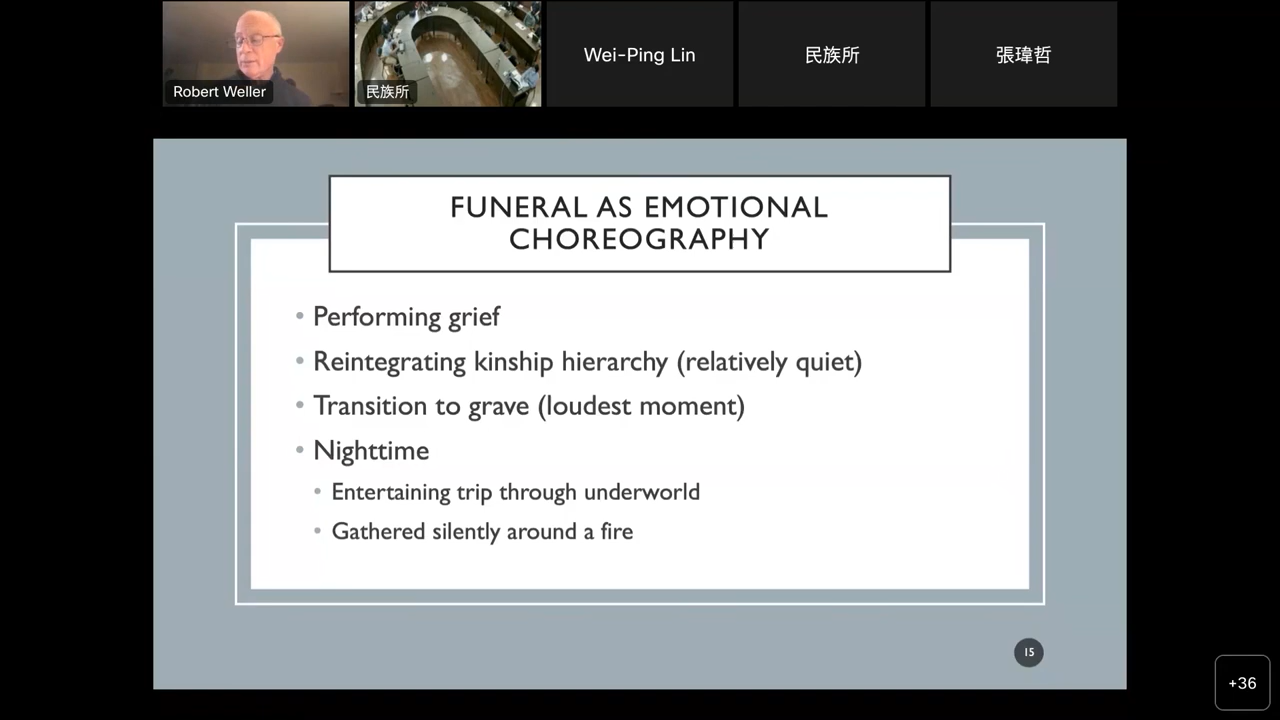 Robert Weller
民族所
Wei-Ping Lin
民族所
張瑋哲
FUNERAL AS EMOTIONAL
CHOREOGRAPHY
• Performing grief
• Reintegrating kinship hierarchy (relatively quiet)
• Transition to grave (loudest moment)
• Nighttime
• Entertaining trip through underworld
• Gathered silently around a fire
15
+36